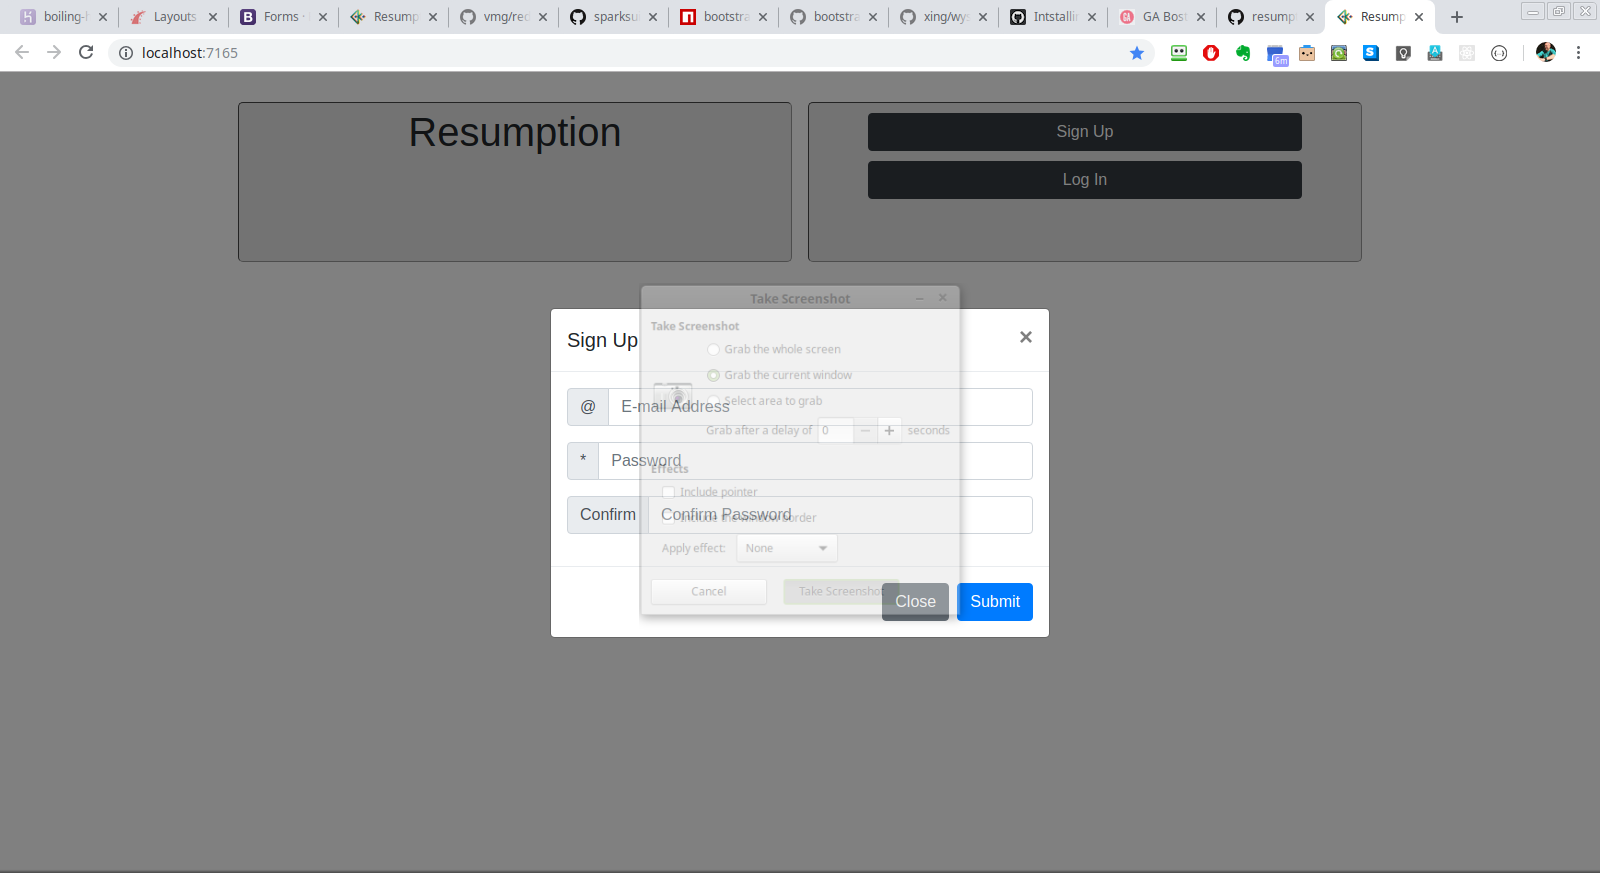 boiling-h
Layouts
Forms ·
Resump
vmg/red
sparksu
bootstra
bootstra
xing/wys
Intstallin
GA Bost
resumpt
Resump
localhost:7165
6m
Resumption
Sign Up
Log In
Take Screenshot
Sign Up
Take Screenshot
Grab the whole screen
Grab the current window
Select area to grab
@
E-mail Address
Grab after a delay of 0 seconds
*
Password
Effects
Include pointer
Confirm
Confirm Password
Include the window border
Apply effect: None
Cancel
Take Screenshot
Close
Submit